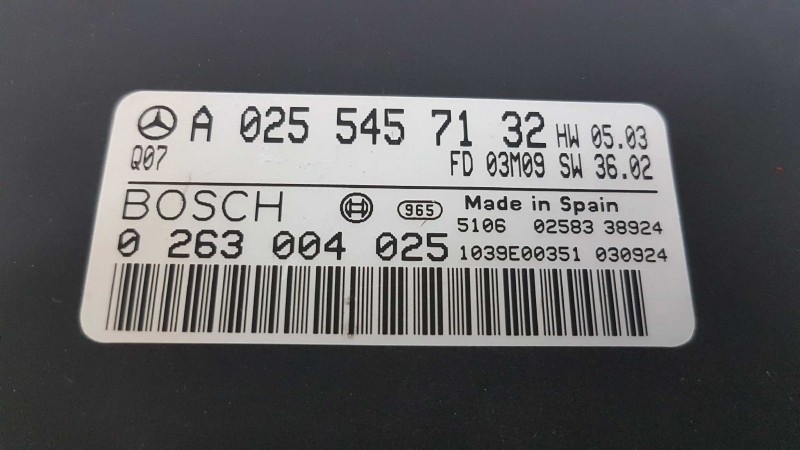 A 025 545 71 32 HW 05.03
Q07 FD 03M09 SW 36.02
BOSCH 965 Made in Spain
5106 02583 38924
0 263 004 025 1039E00351 030924